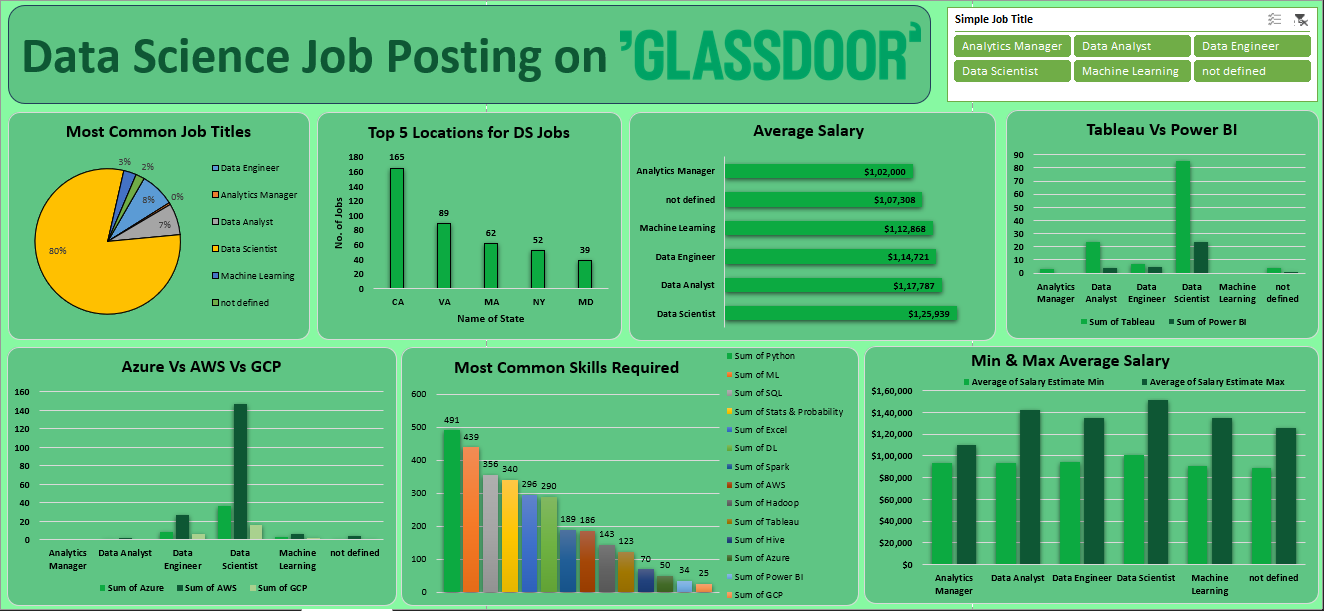 Data Science Job Posting on ’GLASSDOOR’
Simple Job Title
Analytics Manager
Data Analyst
Data Engineer
Data Scientist
Machine Learning
not defined
Most Common Job Titles
3%
2%
8%
0%
7%
80%
Data Engineer
Analytics Manager
Data Analyst
Data Scientist
Machine Learning
not defined
Top 5 Locations for DS Jobs
No. of Jobs
180
160
140
120
100
80
60
40
20
0
165
89
62
52
39
CA
VA
MA
NY
MD
Name of State
Average Salary
Analytics Manager $1,02,000
not defined $1,07,308
Machine Learning $1,12,868
Data Engineer $1,14,721
Data Analyst $1,17,787
Data Scientist $1,25,939
Tableau Vs Power BI
90
80
70
60
50
40
30
20
10
0
Analytics Manager
Data Analyst
Data Engineer
Data Scientist
Machine Learning
not defined
Sum of Tableau
Sum of Power BI
Azure Vs AWS Vs GCP
160
140
120
100
80
60
40
20
0
Analytics Manager
Data Analyst
Data Engineer
Data Scientist
Machine Learning
not defined
Sum of Azure
Sum of AWS
Sum of GCP
Most Common Skills Required
600
500
400
300
200
100
0
491
439
356
340
296
290
189
186
143
123
70
50
34
25
Sum of Python
Sum of ML
Sum of SQL
Sum of Stats & Probability
Sum of Excel
Sum of DL
Sum of Spark
Sum of AWS
Sum of Hadoop
Sum of Tableau
Sum of Hive
Sum of Azure
Sum of Power BI
Sum of GCP
Min & Max Average Salary
Average of Salary Estimate Min
Average of Salary Estimate Max
$1,60,000
$1,40,000
$1,20,000
$1,00,000
$80,000
$60,000
$40,000
$20,000
$0
Analytics Manager
Data Analyst
Data Engineer
Data Scientist
Machine Learning
not defined